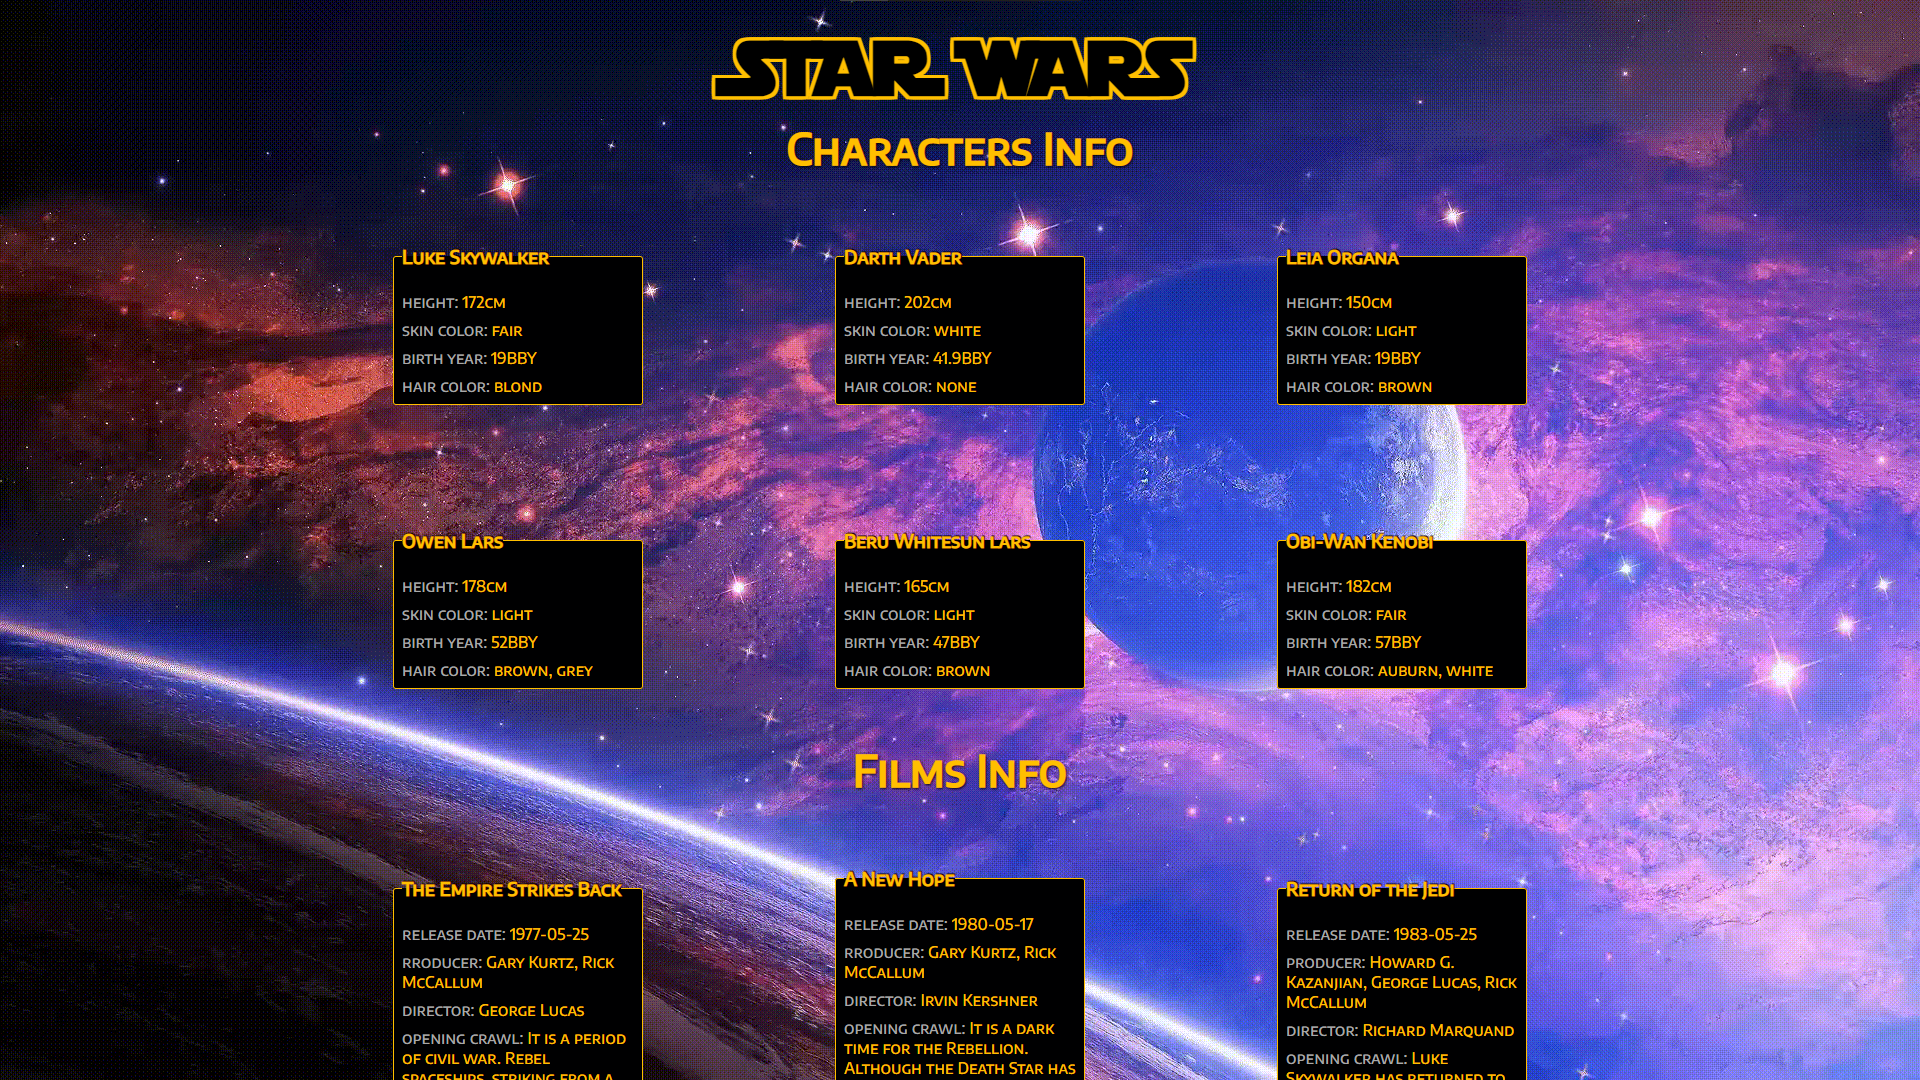 STAR WARS
Characters Info
Luke Skywalker
height: 172cm
skin color: fair
birth year: 19BBY
hair color: blond
Darth Vader
height: 202cm
skin color: white
birth year: 41.9BBY
hair color: none
Leia Organa
height: 150cm
skin color: light
birth year: 19BBY
hair color: brown
Owen Lars
height: 178cm
skin color: light
birth year: 52BBY
hair color: brown, grey
Beru Whitesun lars
height: 165cm
skin color: light
birth year: 47BBY
hair color: brown
Obi-Wan Kenobi
height: 182cm
skin color: fair
birth year: 57BBY
hair color: auburn, white
Films Info
The Empire Strikes Back
release date: 1977-05-25
rroducer: Gary Kurtz, Rick
McCallum
director: George Lucas
opening crawl: It is a period
of civil war. Rebel
spaceships, striking from a
A New Hope
release date: 1980-05-17
rroducer: Gary Kurtz, Rick
McCallum
director: Irvin Kershner
opening crawl: It is a dark
time for the Rebellion.
Although the Death Star has
Return of the Jedi
release date: 1983-05-25
producer: Howard G.
Kazanjian, George Lucas, Rick
McCallum
director: Richard Marquand
opening crawl: Luke
Skywalker has returned to